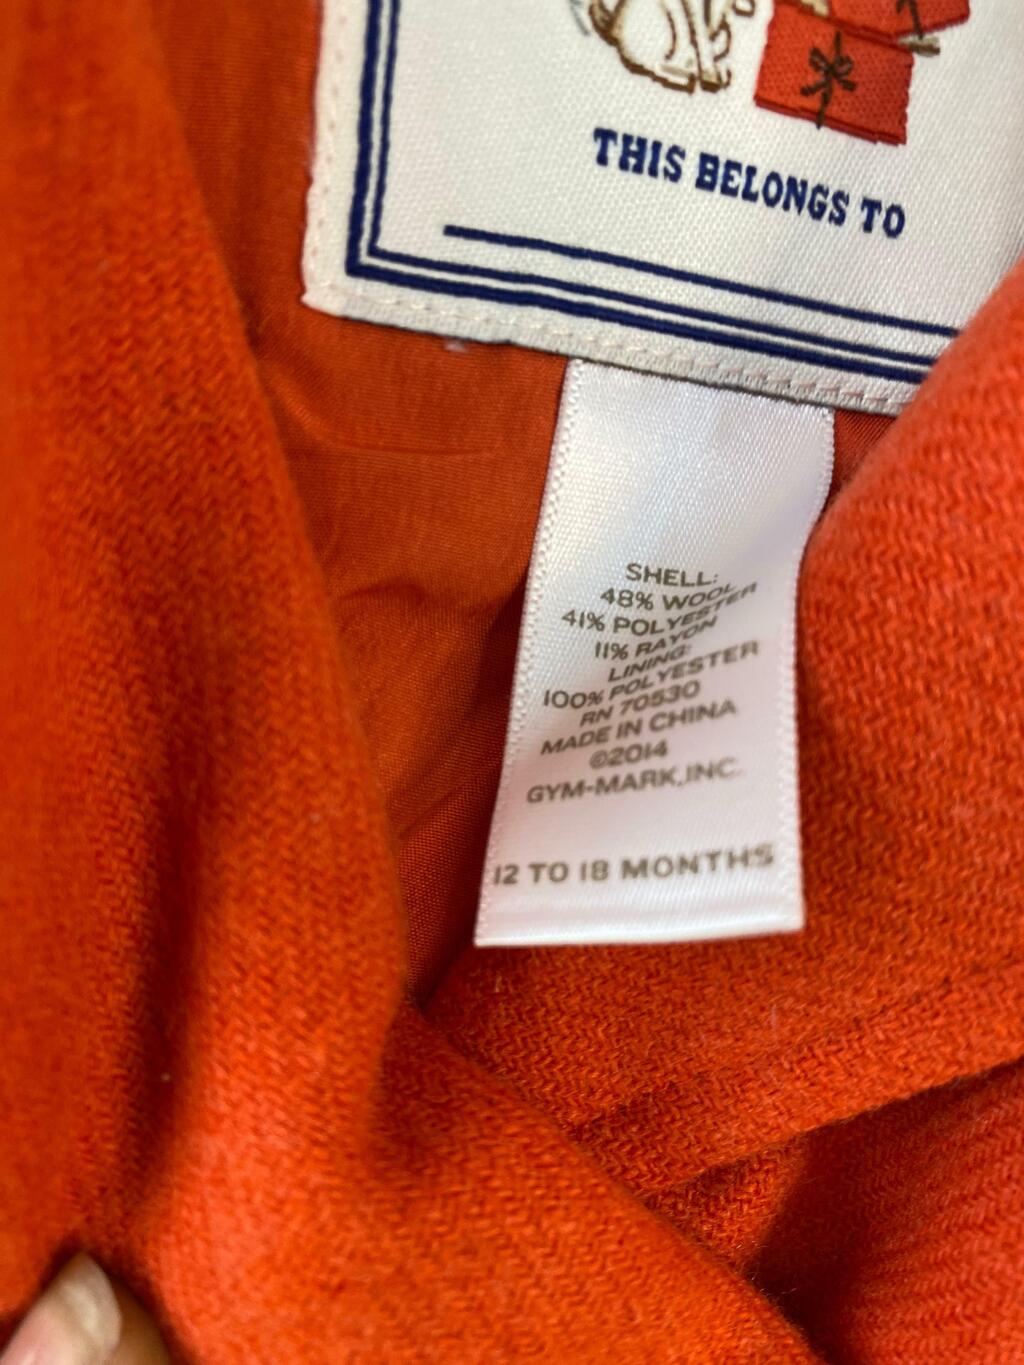 THIS BELONGS TO
SHELL:
48% WOOL
41% POLYESTER
11% RAYON
LINING:
100% POLYESTER
RN 70530
MADE IN CHINA
©2014
GYM-MARK, INC.
12 TO 18 MONTHS